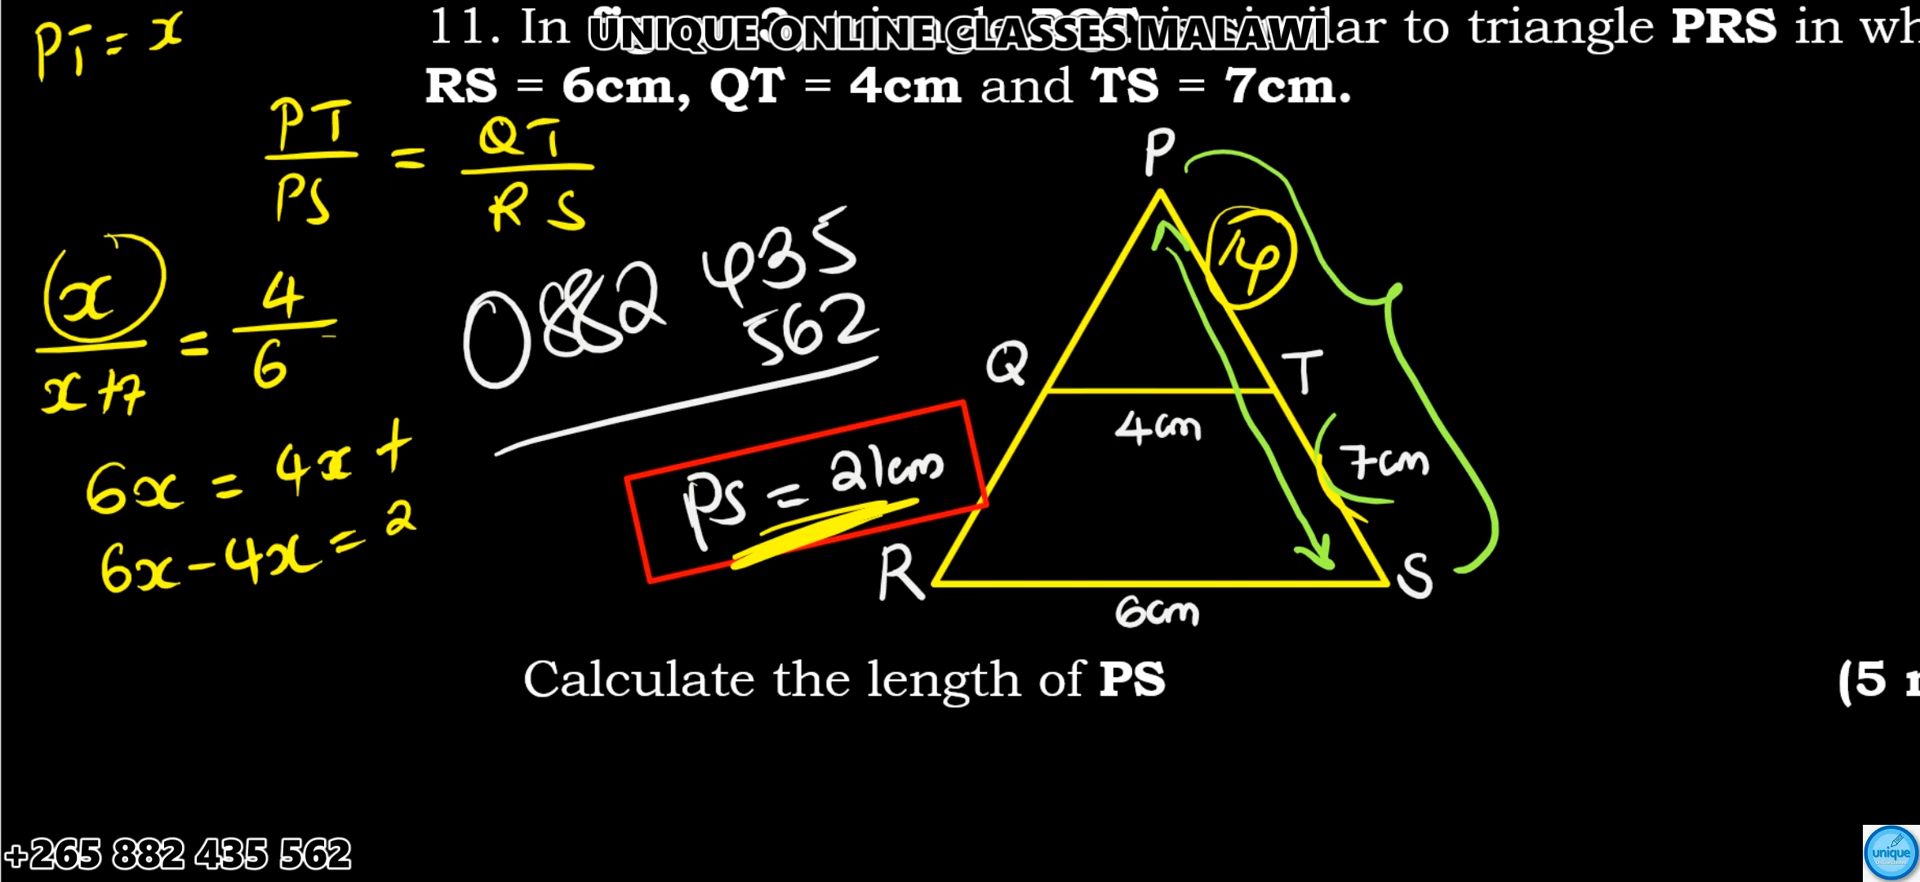 PT = x
11. In
UNIQUE ONLINE CLASSES MALAWI
lar to triangle PRS in wh
RS = 6cm, QT = 4cm and TS = 7cm.
PT/PS = QT/RS
x/x+7 = 4/6
6x = 4x +
6x - 4x = 2
0882 435
562
PS = 21cm
P
14
Q
T
4cm
7cm
R
S
6cm
Calculate the length of PS
(5
+265 882 435 562
unique